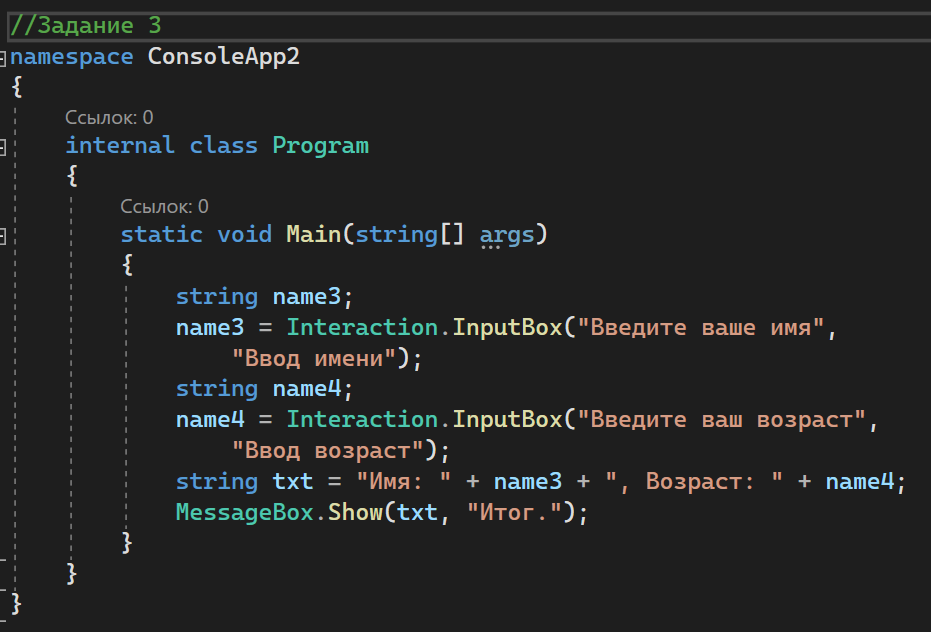 //Задание 3
namespace ConsoleApp2
{
Ссылок: 0
internal class Program
{
Ссылок: 0
static void Main(string[] args)
{
string name3;
name3 = Interaction.InputBox("Введите ваше имя",
"Ввод имени");
string name4;
name4 = Interaction.InputBox("Введите ваш возраст",
"Ввод возраст");
string txt = "Имя: " + name3 + ", Возраст: " + name4;
MessageBox.Show(txt, "Итог.");
}
}
}